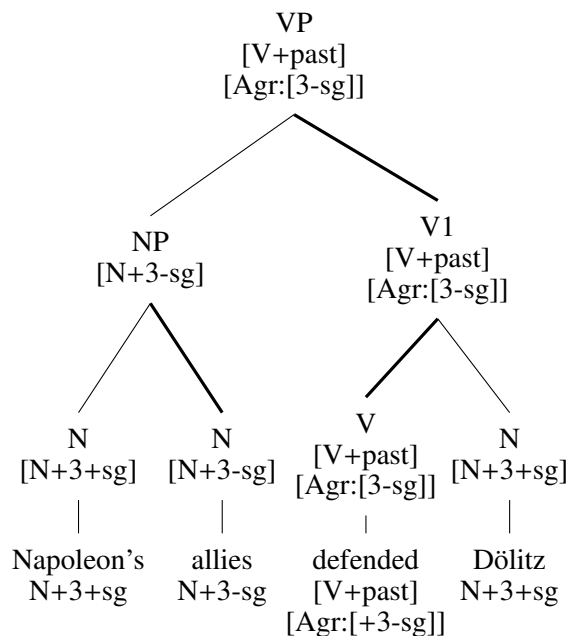 VP
[V+past]
[Agr:[3-sg]]
NP
[N+3-sg]
V1
[V+past]
[Agr:[3-sg]]
N
[N+3+sg]
N
[N+3-sg]
V
[V+past]
[Agr:[3-sg]]
N
[N+3+sg]
Napoleon's
N+3+sg
allies
N+3-sg
defended
[V+past]
[Agr:[+3-sg]]
Dölitz
N+3+sg